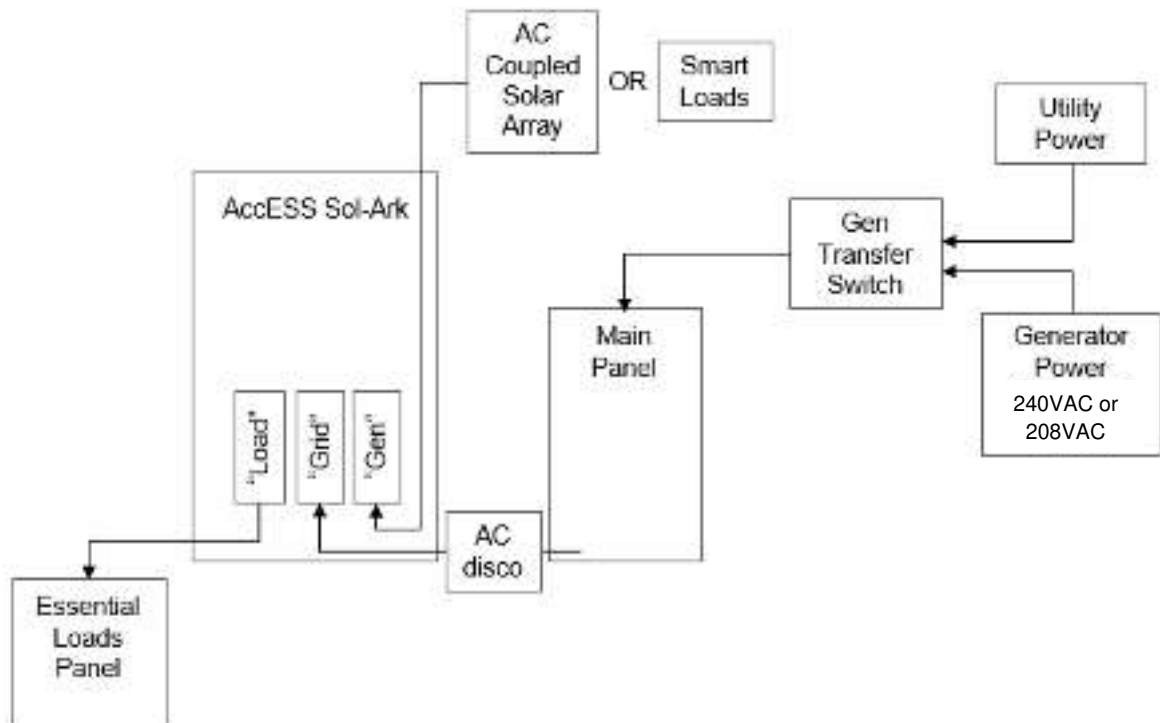 AC
Coupled
Solar
Array
OR
Smart
Loads
Utility
Power
AccESS Sol-Ark
Gen
Transfer
Switch
Main
Panel
Generator
Power
240VAC or
208VAC
"Load"
"Grid"
"Gen"
AC
disco
Essential
Loads
Panel